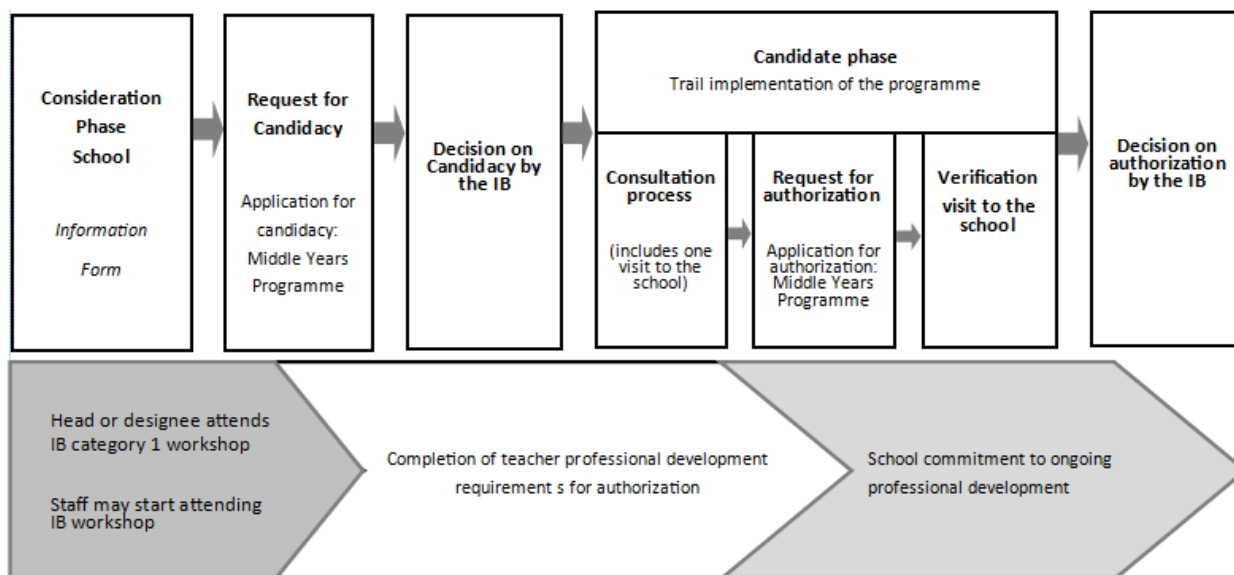 Consideration
Phase
School
Information
Form
Request for
Candidacy
Application for
candidacy:
Middle Years
Programme
Decision on
Candidacy by
the IB
Candidate phase
Trail implementation of the programme
Consultation
process
(includes one
visit to the
school)
Request for
authorization
Application for
authorization:
Middle Years
Programme
Verification
visit to the
school
Decision on
authorization
by the IB
Head or designee attends
IB category 1 workshop
Staff may start attending
IB workshop
Completion of teacher professional development
requirement s for authorization
School commitment to ongoing
professional development